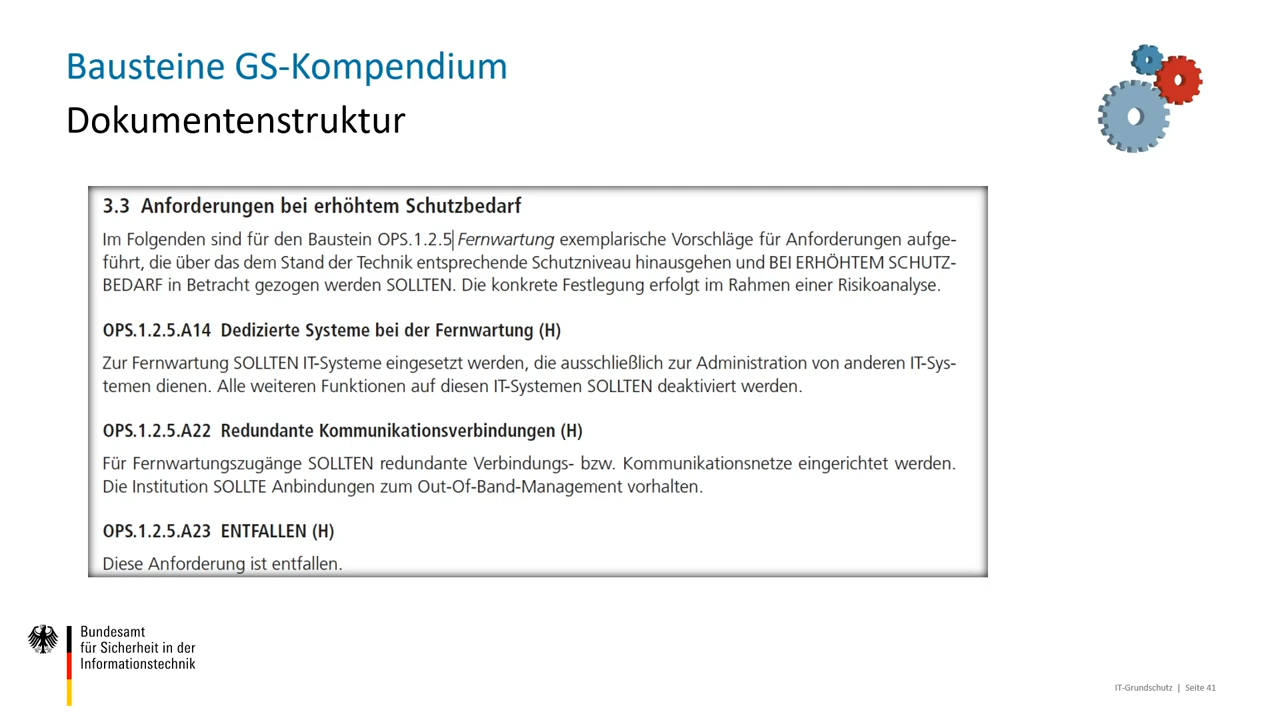 Bausteine GS-Kompendium
Dokumentenstruktur
3.3 Anforderungen bei erhöhtem Schutzbedarf
Im Folgenden sind für den Baustein OPS.1.2.5 Fernwartung exemplarische Vorschläge für Anforderungen aufge-
führt, die über das dem Stand der Technik entsprechende Schutzniveau hinausgehen und BEI ERHÖHTEM SCHUTZ-
BEDARF in Betracht gezogen werden SOLLTEN. Die konkrete Festlegung erfolgt im Rahmen einer Risikoanalyse.
OPS.1.2.5.A14 Dedizierte Systeme bei der Fernwartung (H)
Zur Fernwartung SOLLTEN IT-Systeme eingesetzt werden, die ausschließlich zur Administration von anderen IT-Sys-
temen dienen. Alle weiteren Funktionen auf diesen IT-Systemen SOLLTEN deaktiviert werden.
OPS.1.2.5.A22 Redundante Kommunikationsverbindungen (H)
Für Fernwartungszugänge SOLLTEN redundante Verbindungs- bzw. Kommunikationsnetze eingerichtet werden.
Die Institution SOLLTE Anbindungen zum Out-Of-Band-Management vorhalten.
OPS.1.2.5.A23 ENTFALLEN (H)
Diese Anforderung ist entfallen.
Bundesamt
für Sicherheit in der
Informationstechnik
IT-Grundschutz | Seite 41